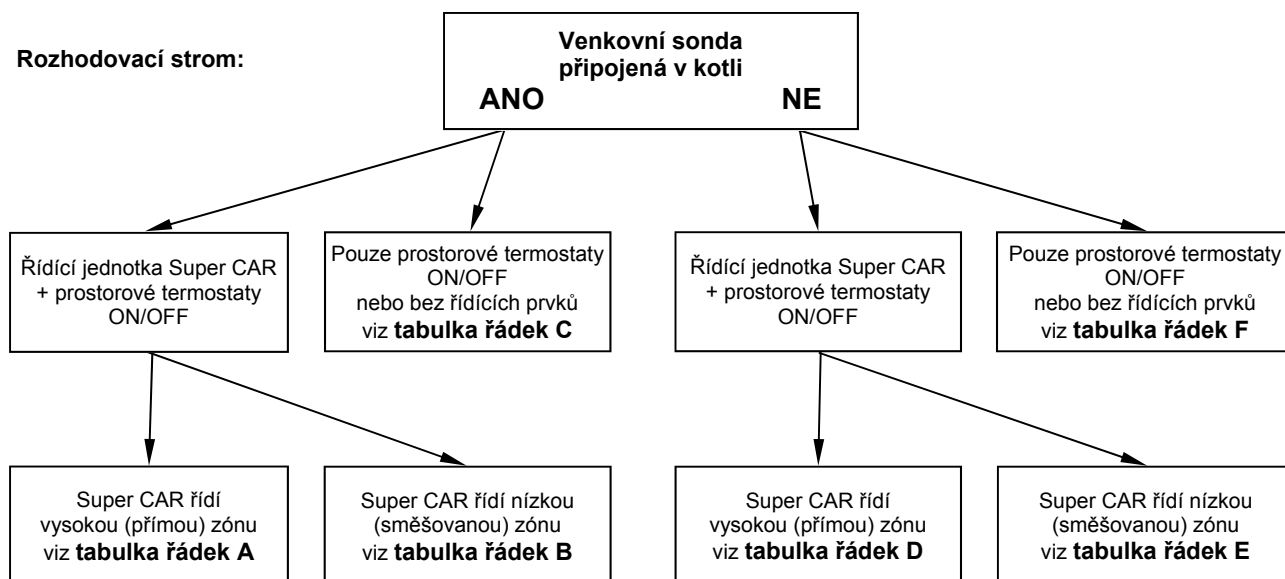 Rozhodovací strom:
Venkovní sonda
připojená v kotli
ANO NE
Řídící jednotka Super CAR
+ prostorové termostaty
ON/OFF
Pouze prostorové termostaty
ON/OFF
nebo bez řídících prvků
viz tabulka řádek C
Řídící jednotka Super CAR
+ prostorové termostaty
ON/OFF
Pouze prostorové termostaty
ON/OFF
nebo bez řídících prvků
viz tabulka řádek F
Super CAR řídí
vysokou (přímou) zónu
viz tabulka řádek A
Super CAR řídí nízkou
(směšovanou) zónu
viz tabulka řádek B
Super CAR řídí
vysokou (přímou) zónu
viz tabulka řádek D
Super CAR řídí nízkou
(směšovanou) zónu
viz tabulka řádek E